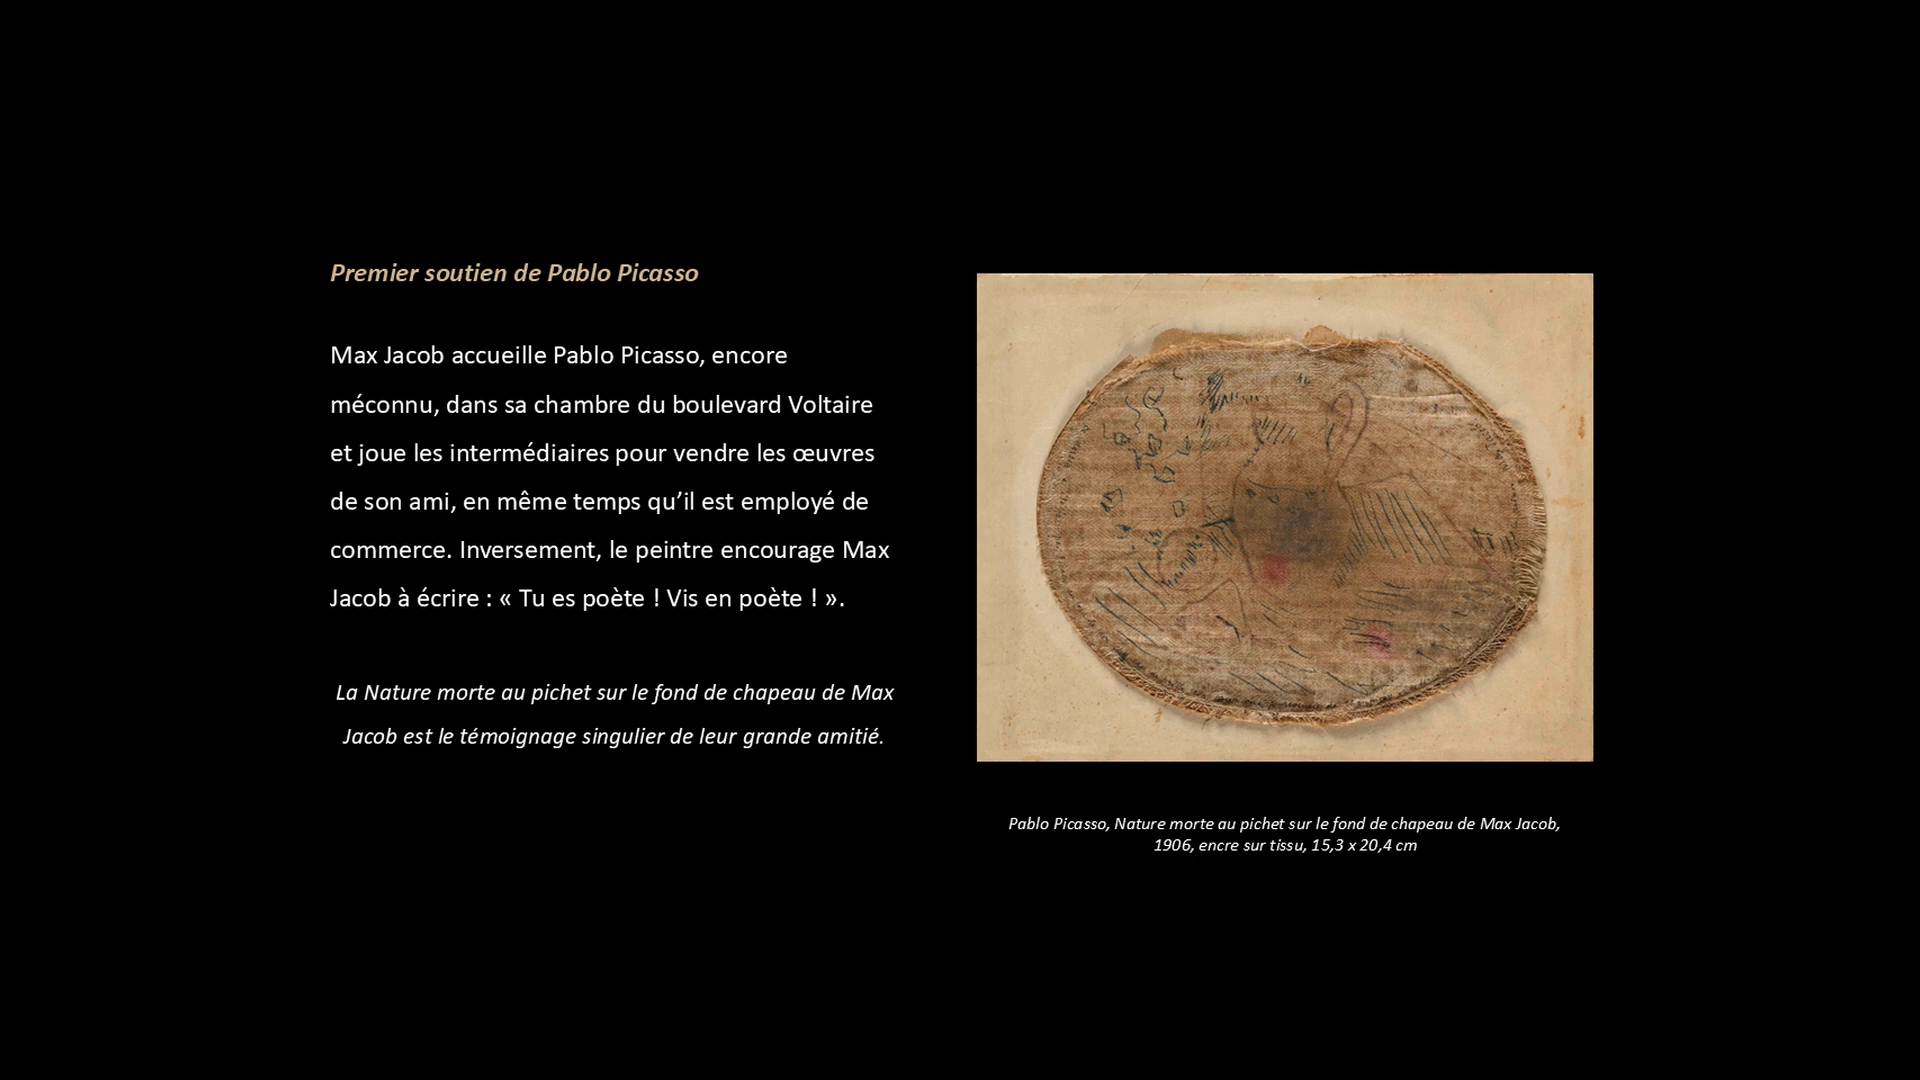 Premier soutien de Pablo Picasso
Max Jacob accueille Pablo Picasso, encore
méconnu, dans sa chambre du boulevard Voltaire
et joue les intermédiaires pour vendre les œuvres
de son ami, en même temps qu’il est employé de
commerce. Inversement, le peintre encourage Max
Jacob à écrire : « Tu es poète ! Vis en poète ! ».
La Nature morte au pichet sur le fond de chapeau de Max
Jacob est le témoignage singulier de leur grande amitié.
Pablo Picasso, Nature morte au pichet sur le fond de chapeau de Max Jacob,
1906, encre sur tissu, 15,3 x 20,4 cm